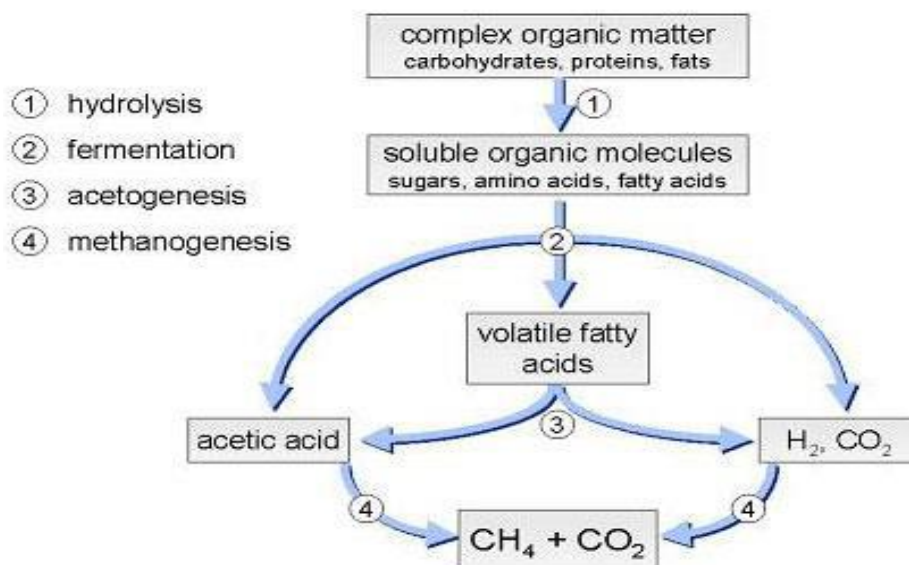 complex organic matter
carbohydrates, proteins, fats
① hydrolysis
① 
② fermentation
soluble organic molecules
sugars, amino acids, fatty acids
③ acetogenesis
④ methanogenesis
②
volatile fatty
acids
③
acetic acid
H₂, CO₂
④
④
CH₄ + CO₂